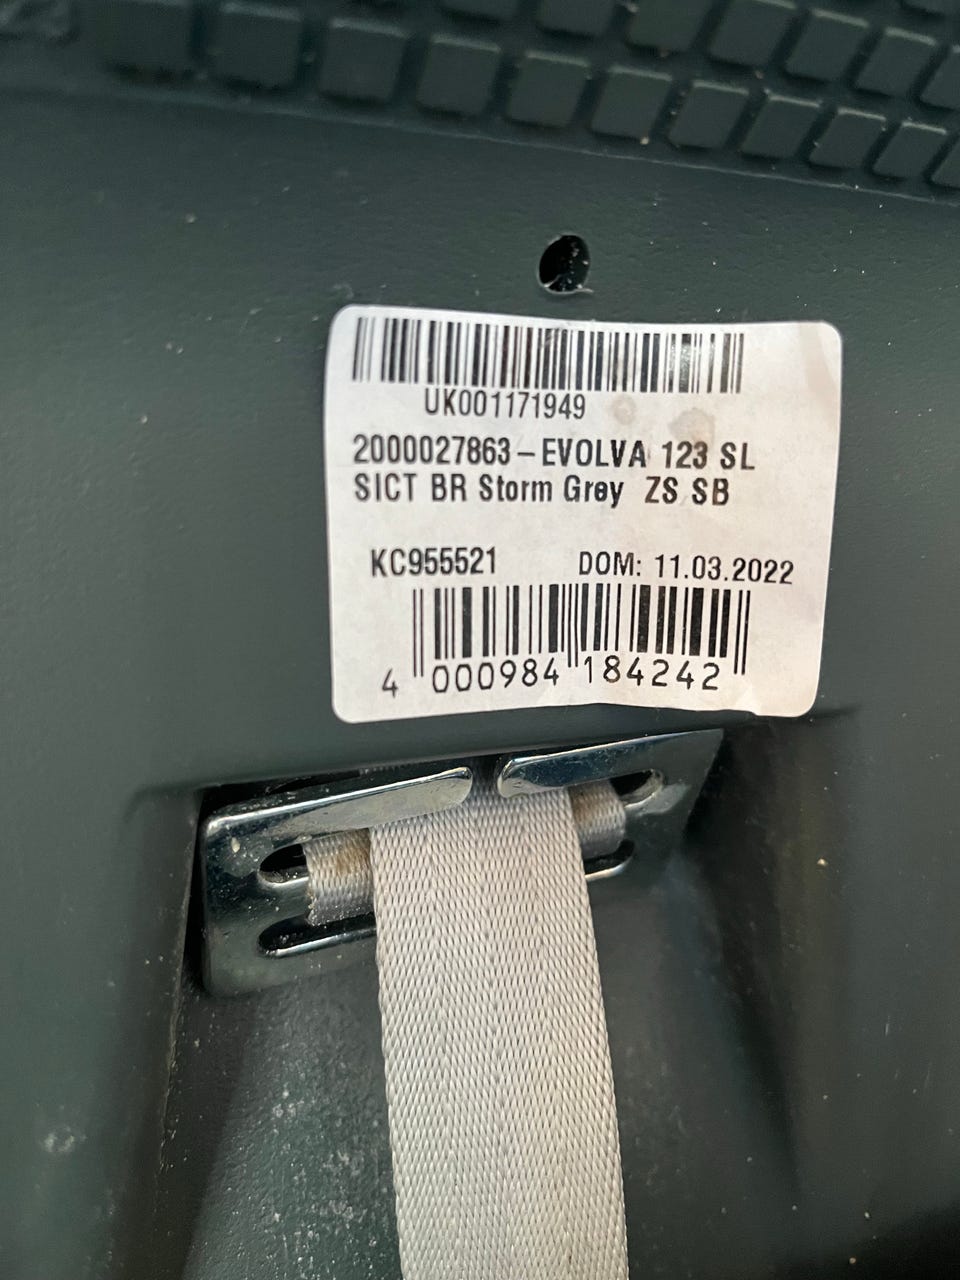 UK001171949
2000027863-EVOLVA 123 SL
SICT BR Storm Grey ZS SB
KC955521 DOM: 11.03.2022
4 000984 184242